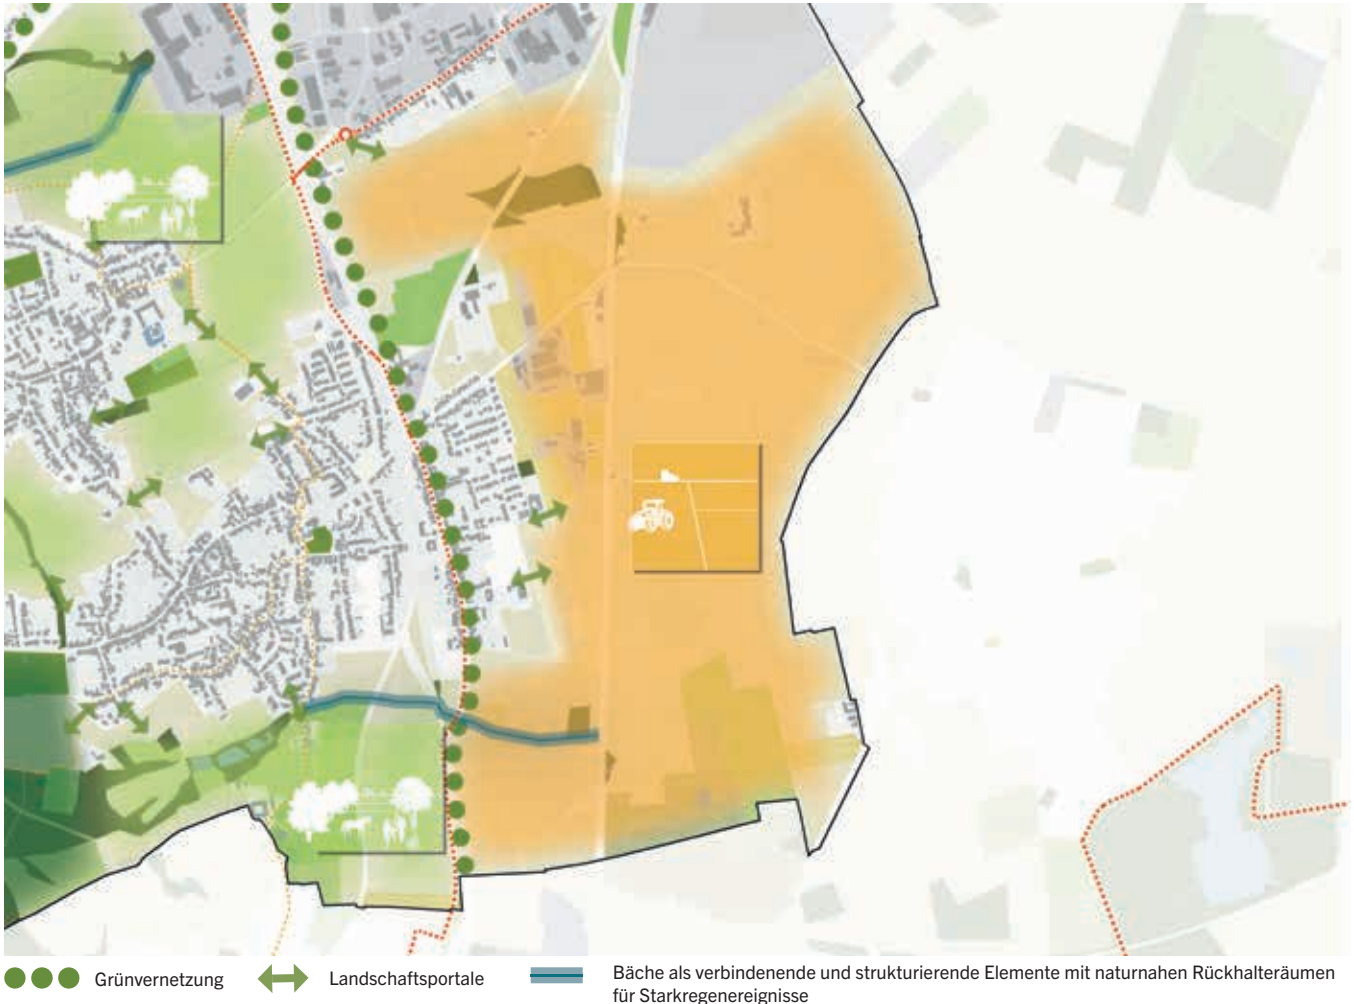 Grünvernetzung
Landschaftsportale
Bäche als verbindenende und strukturierende Elemente mit naturnahen Rückhalteräumen
für Starkregenereignisse